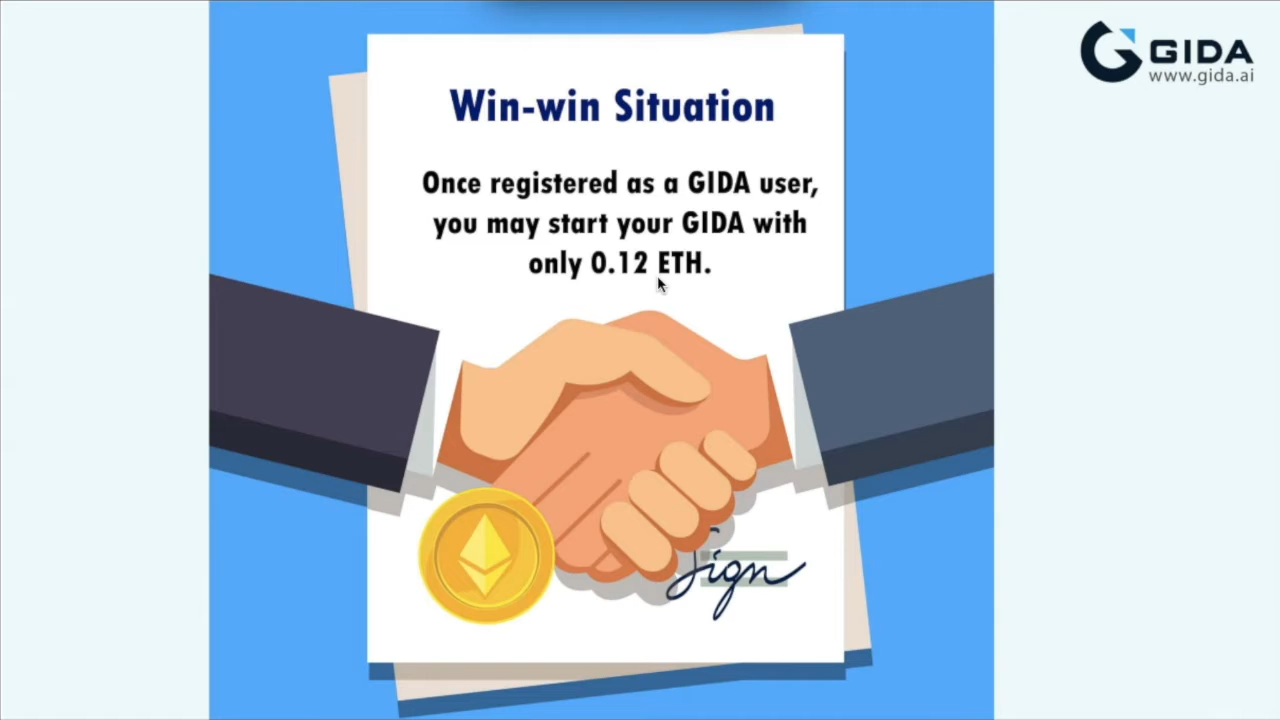 GIDA
www.gida.ai
Win-win Situation
Once registered as a GIDA user,
you may start your GIDA with
only 0.12 ETH.
Sign